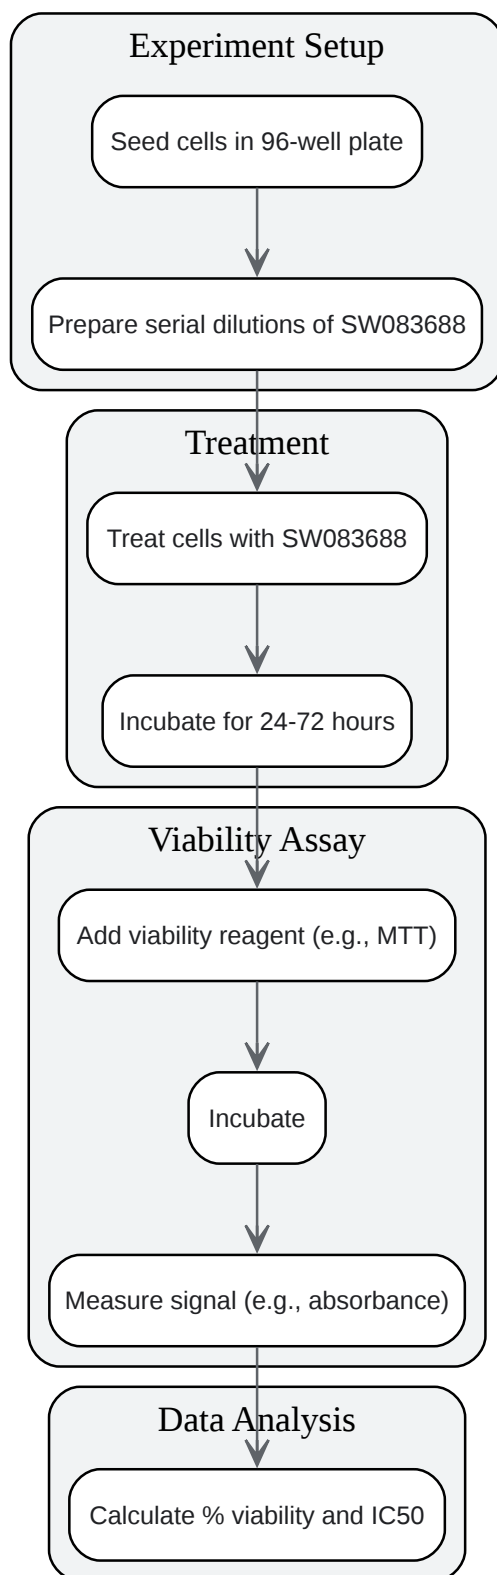 Experiment Setup
Seed cells in 96-well plate
Prepare serial dilutions of SW083688
Treatment
Treat cells with SW083688
Incubate for 24-72 hours
Viability Assay
Add viability reagent (e.g., MTT)
Incubate
Measure signal (e.g., absorbance)
Data Analysis
Calculate % viability and IC50